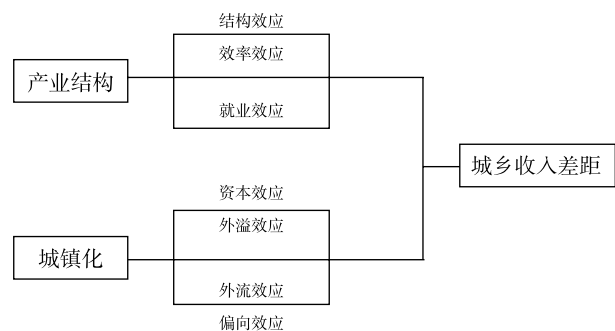 结构效应
效率效应
产业结构
就业效应
城乡收入差距
资本效应
外溢效应
城镇化
外流效应
偏向效应